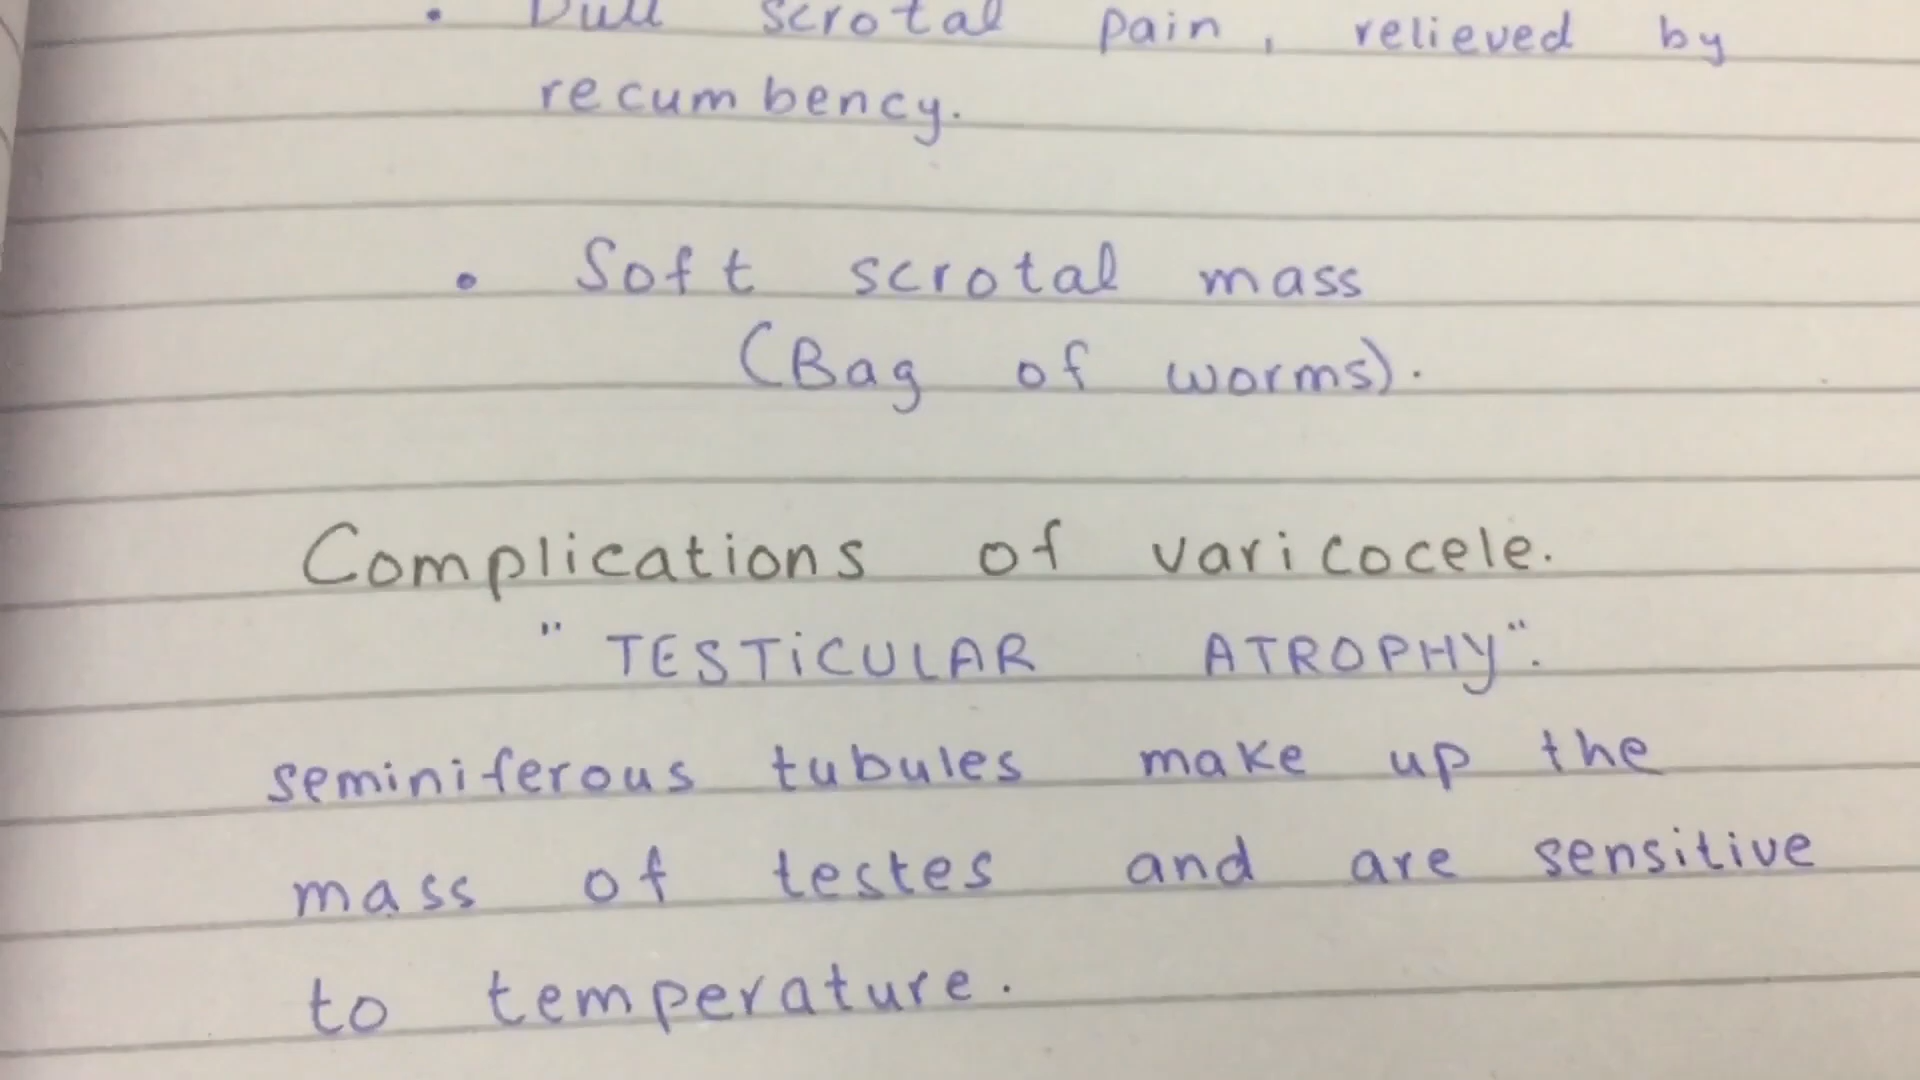 • Dull scrotal pain, relieved by
recumbency.
• Soft scrotal mass
(Bag of worms).
Complications of varicocele.
" TESTiCULAR ATROPHY".
seminiferous tubules make up the
mass of testes and are sensitive
to temperature.